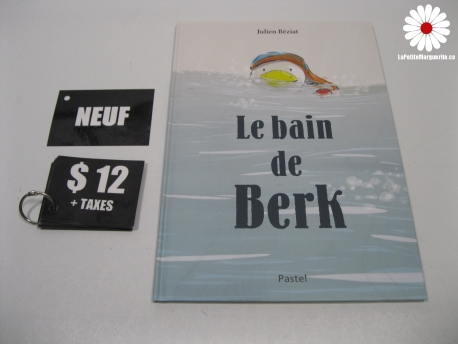 LaPetiteMarguerite.ca
Julien Béziat
NEUF
Le bain
de
Berk
$ 12
+ TAXES
Pastel